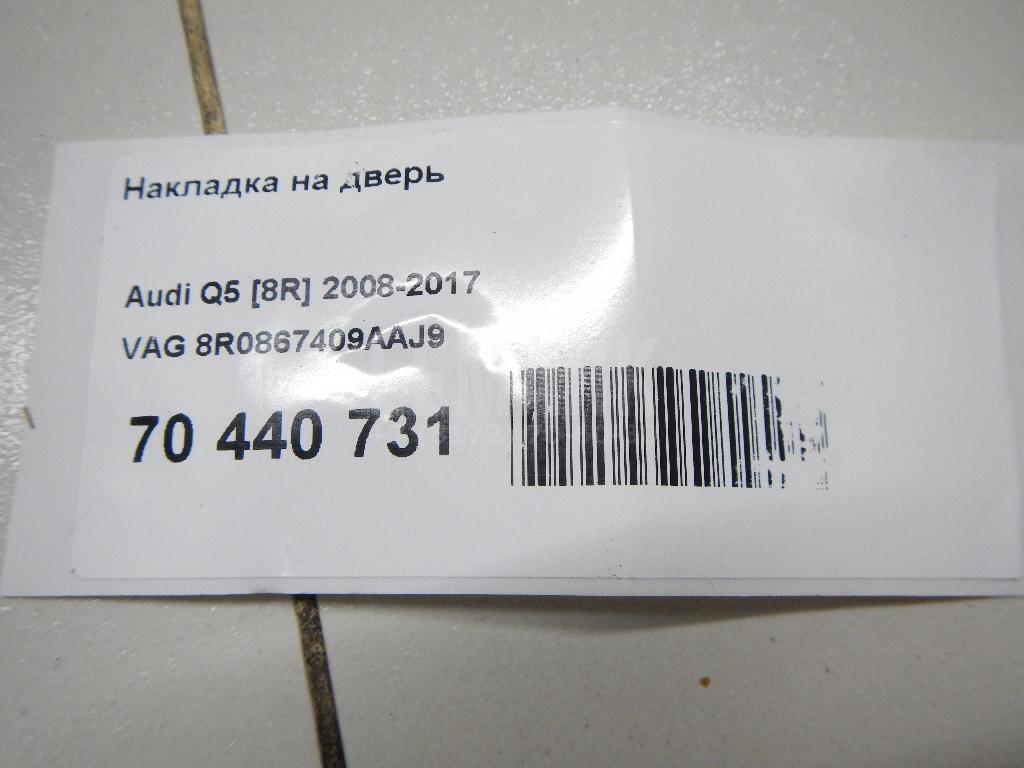 Накладка на дверь
Audi Q5 [8R] 2008-2017
VAG 8R0867409AAJ9
70 440 731